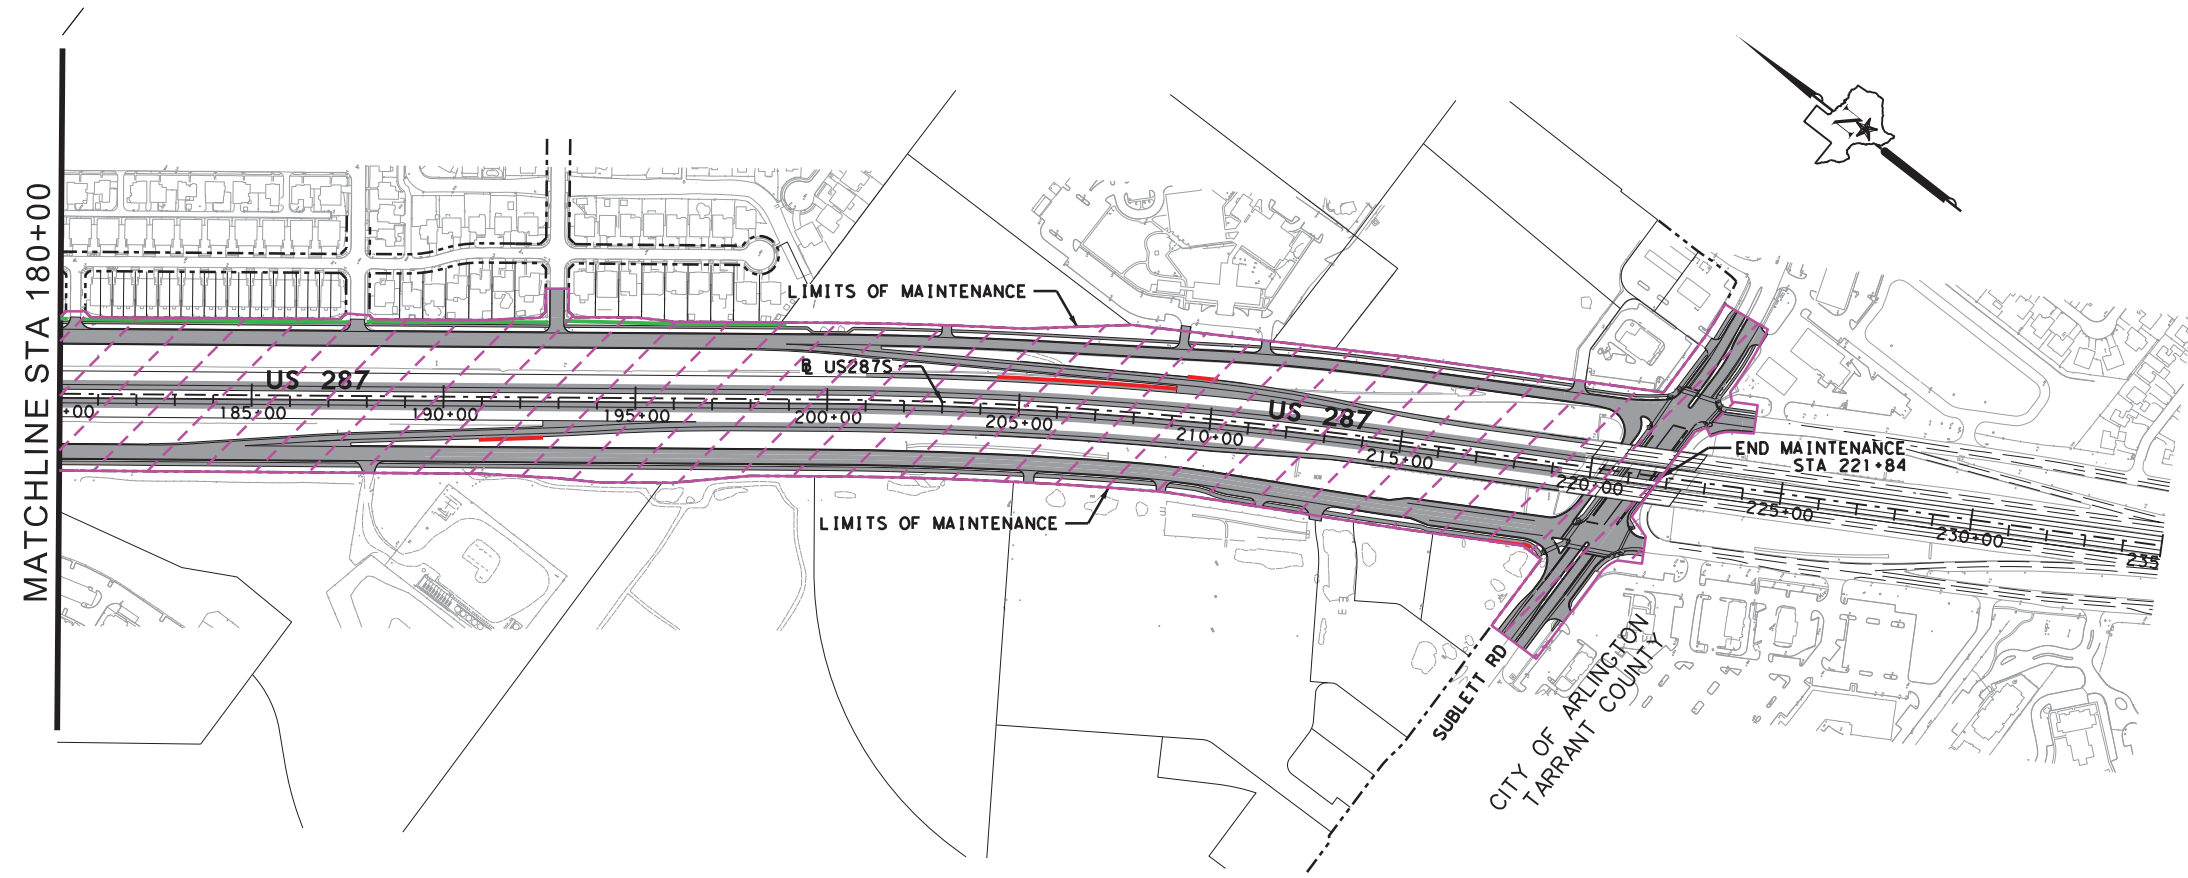 MATCHLINE STA 180+00
LIMITS OF MAINTENANCE
US 287
℄ US287S
+00
185+00
190+00
195+00
200+00
205+00
210+00
US 287
215+00
220+00
225+00
230+00
235
END MAINTENANCE
STA 221+84
LIMITS OF MAINTENANCE
SUBLETT RD
CITY OF ARLINGTON
TARRANT COUNTY